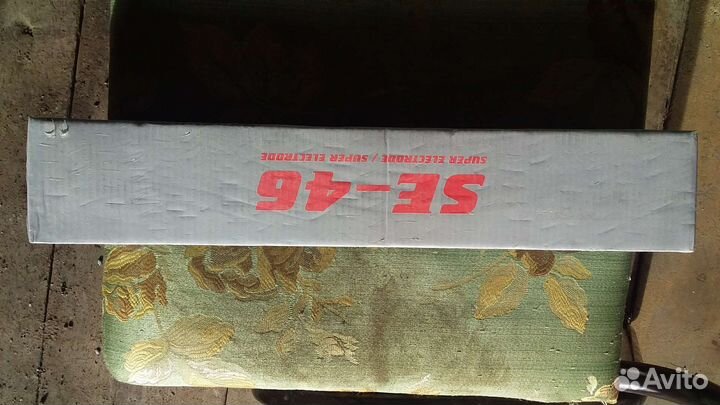 SE-46
SUPER ELECTRODE / SUPER ELECTRODE
Avito